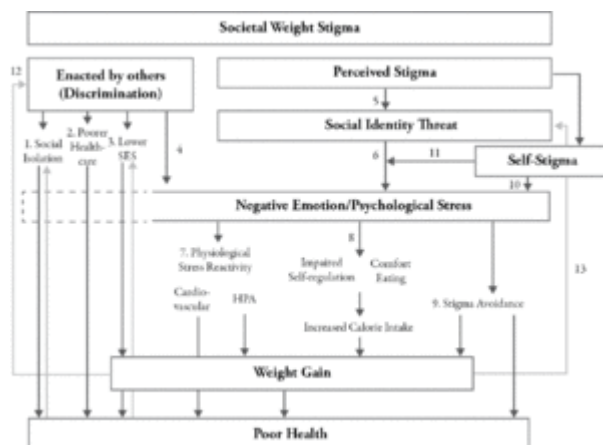 Societal Weight Stigma
12
Enacted by others
(Discrimination)
Perceived Stigma
5
Social Identity Threat
1. Social
Isolation
2. Poorer
Health-
care
3. Lower
SES
4
6
11
Self-Stigma
10
Negative Emotion/Psychological Stress
7. Physiological
Stress Reactivity
8
Impaired
Self-regulation
Comfort
Eating
13
Cardio-
vascular
HPA
9. Stigma Avoidance
Increased Calorie Intake
Weight Gain
Poor Health